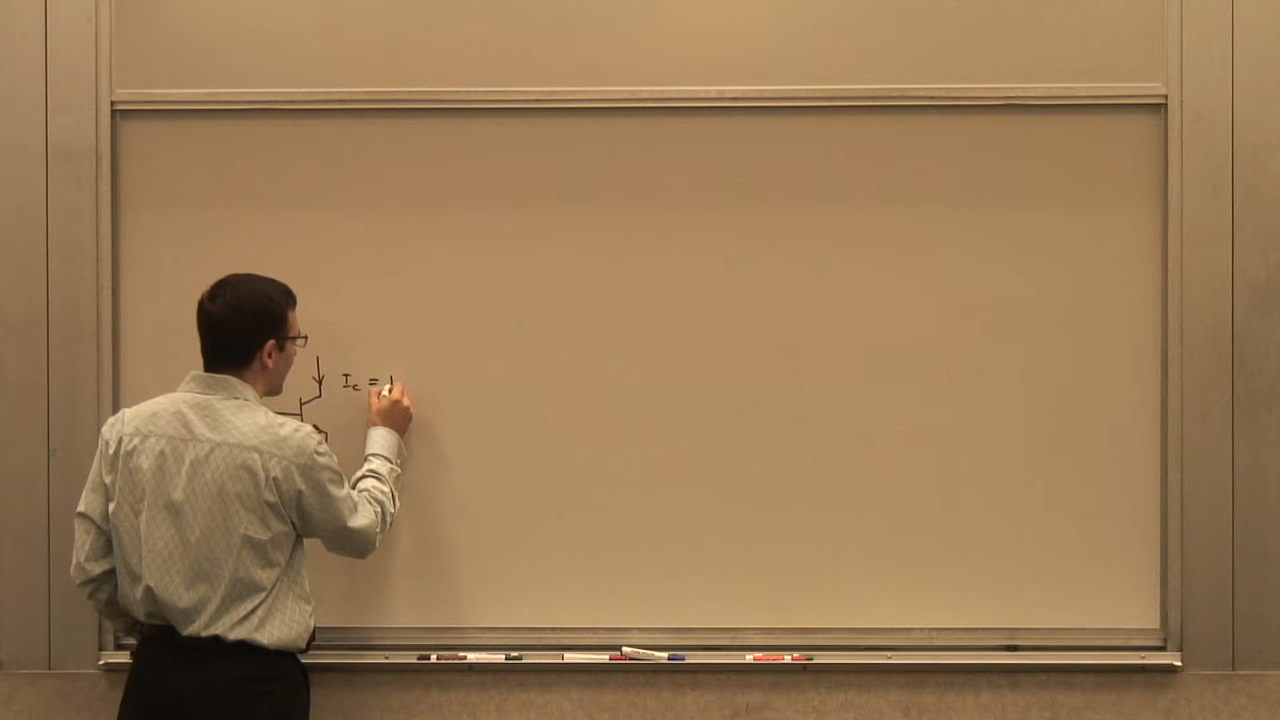 I_c =